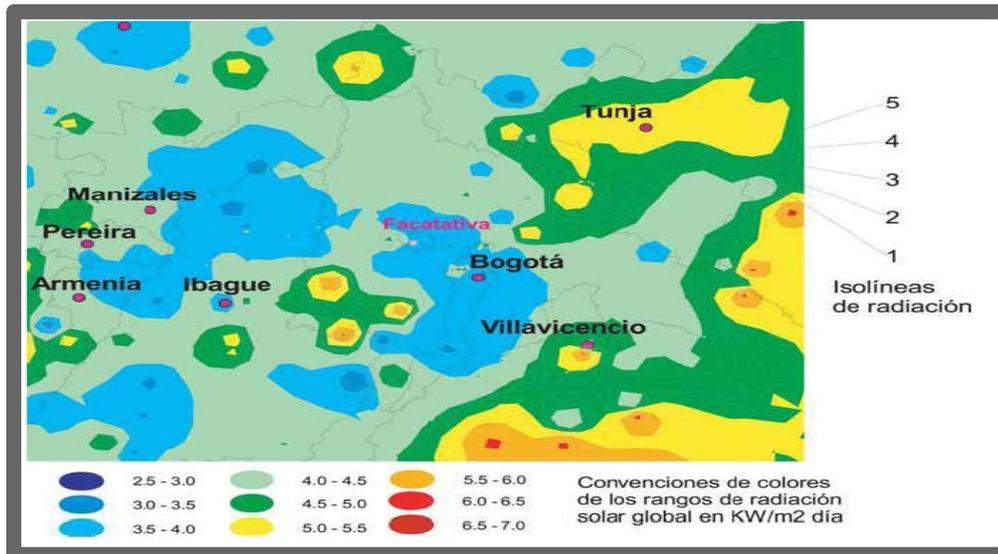 Tunja
Manizales
Facatativa
Pereira
Bogotá
Armenia
Ibague
Villavicencio
5
4
3
2
1
Isolíneas
de radiación
2.5 - 3.0
3.0 - 3.5
3.5 - 4.0
4.0 - 4.5
4.5 - 5.0
5.0 - 5.5
5.5 - 6.0
6.0 - 6.5
6.5 - 7.0
Convenciones de colores
de los rangos de radiación
solar global en KW/m2 día